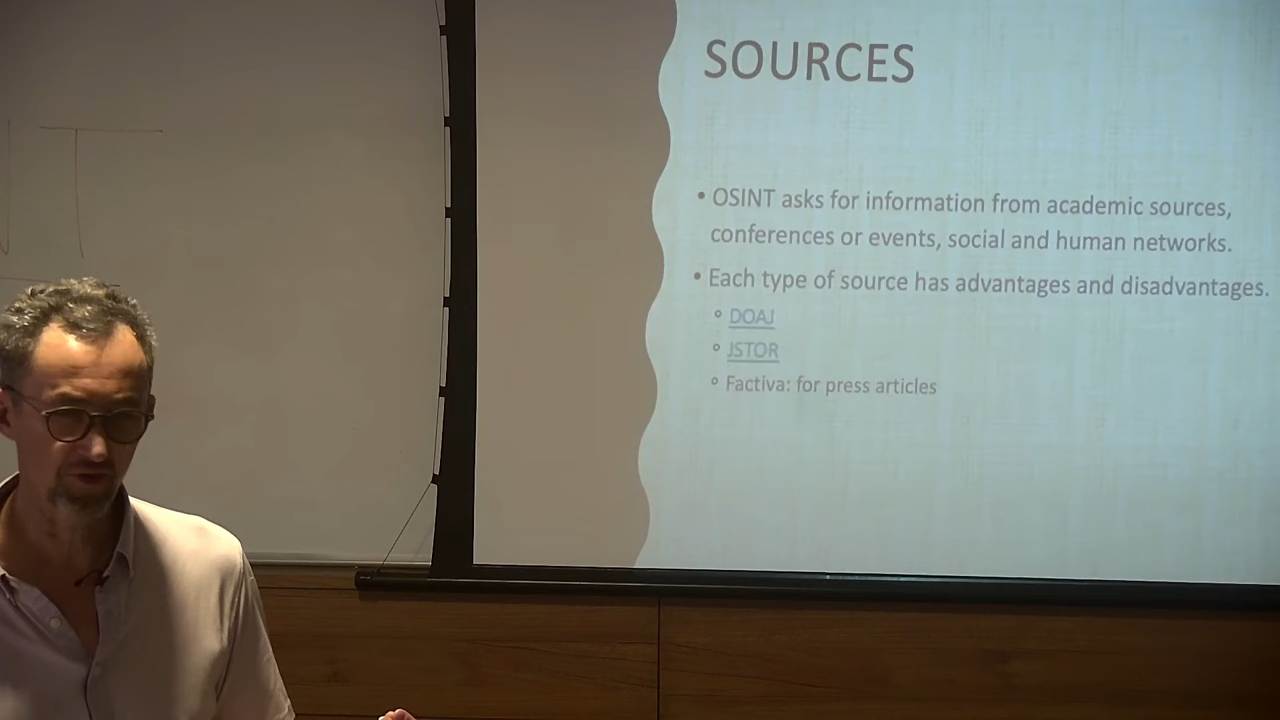 SOURCES
• OSINT asks for information from academic sources,
conferences or events, social and human networks.
• Each type of source has advantages and disadvantages.
° DOAJ
° JSTOR
° Factiva: for press articles